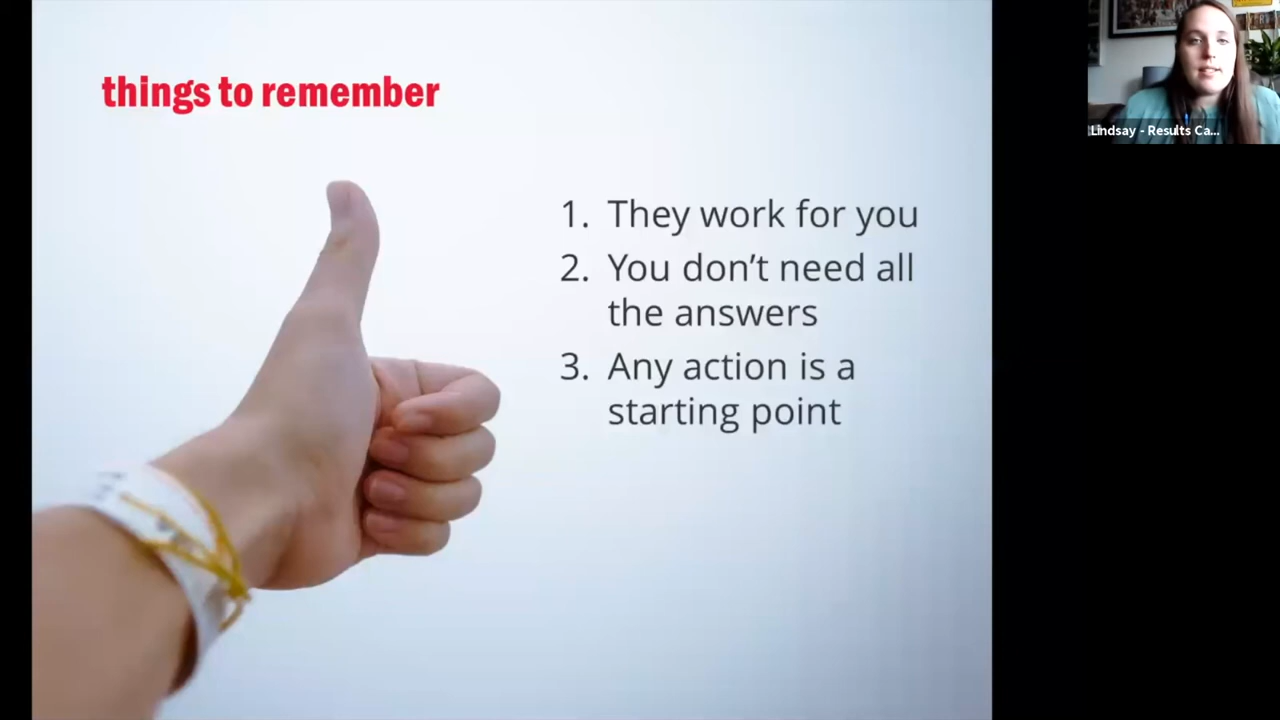 things to remember
1. They work for you
2. You don't need all
the answers
3. Any action is a
starting point
Lindsay - Results Ca...